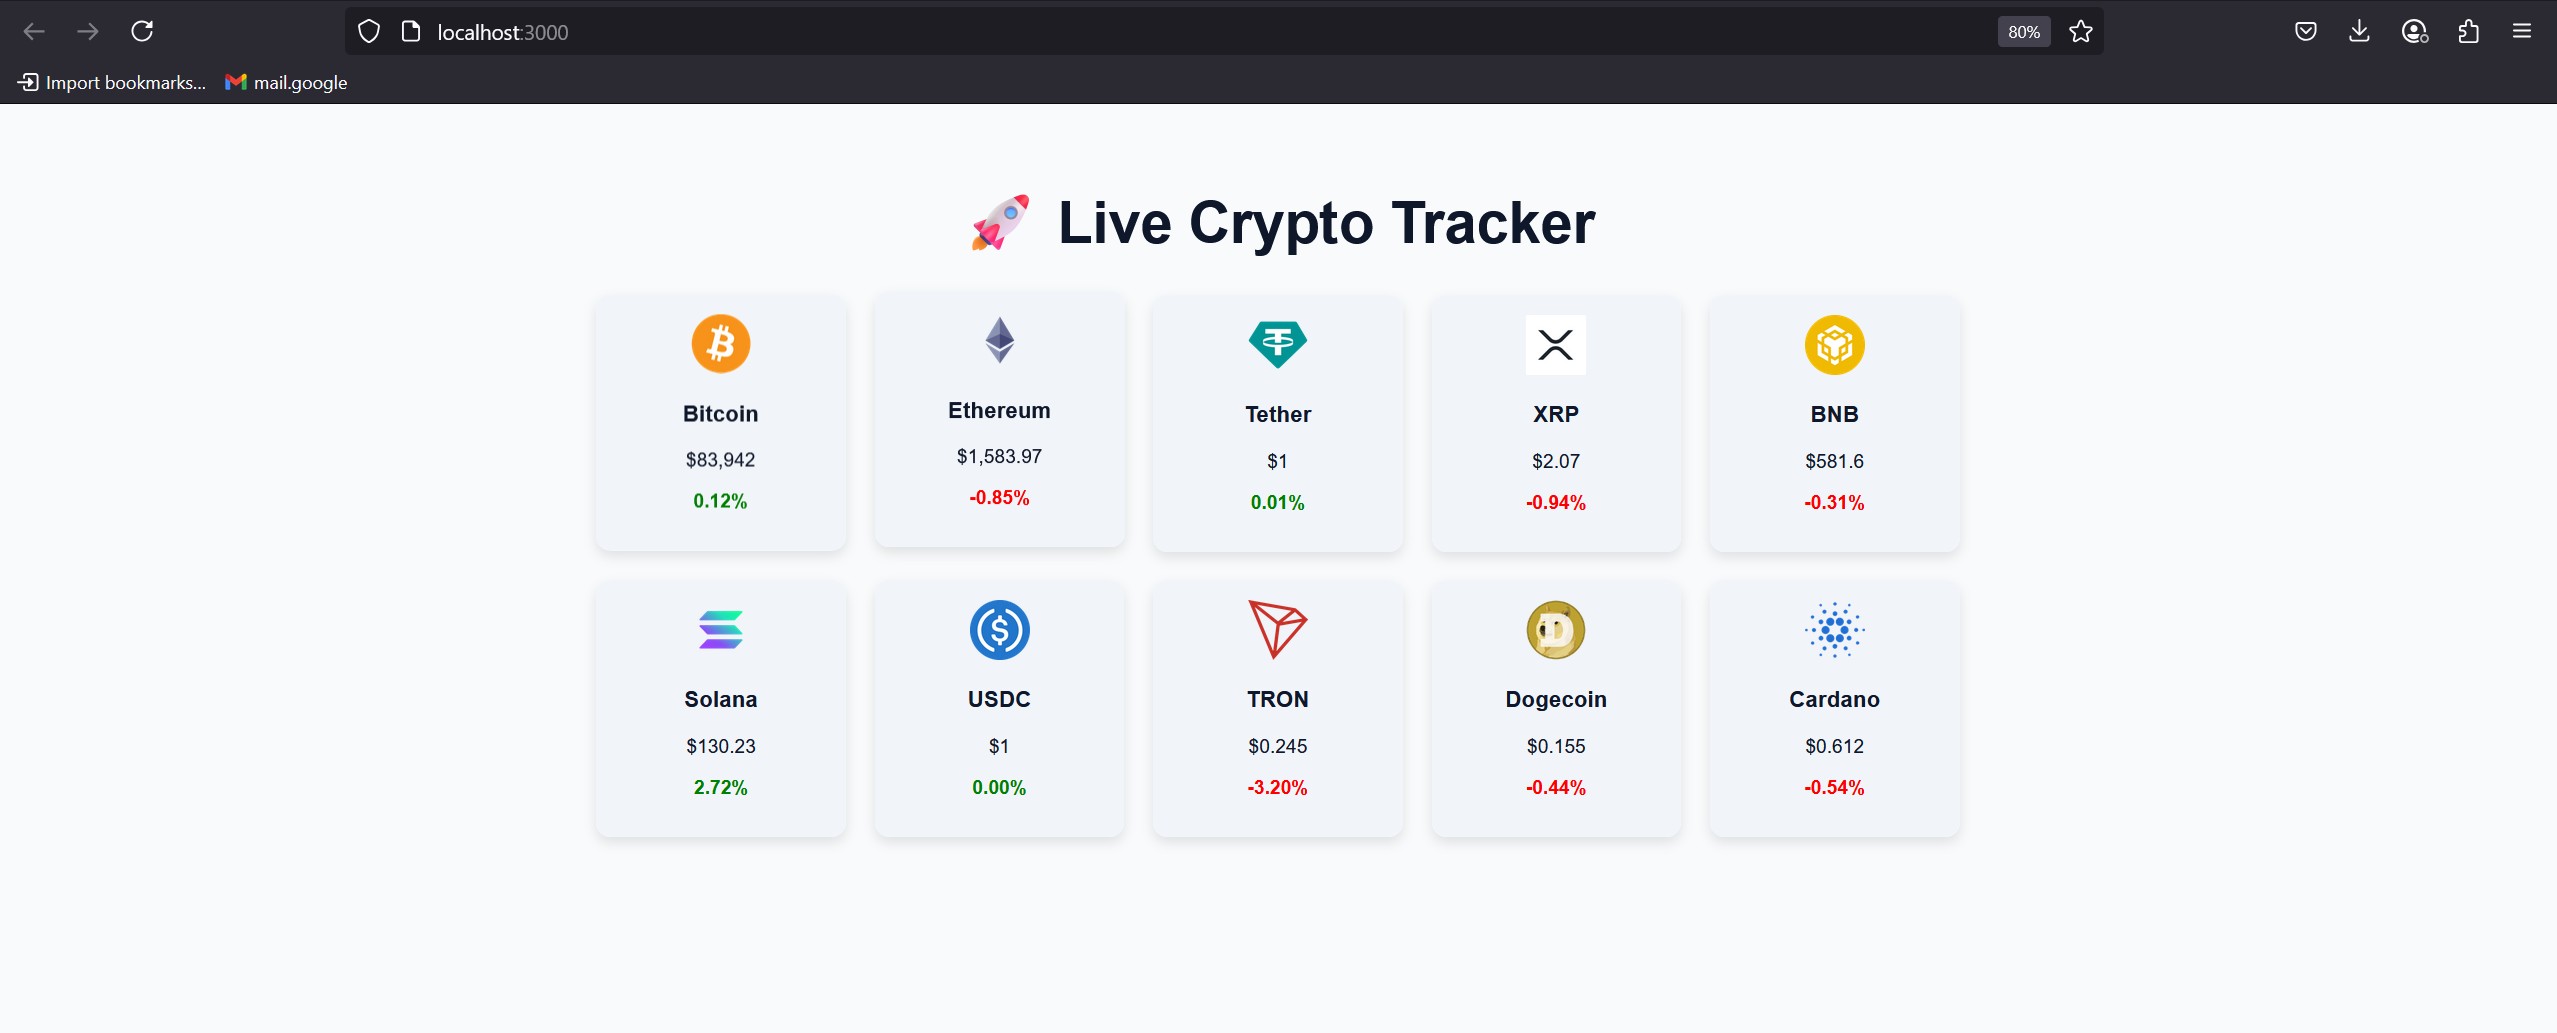 localhost:3000
80%
Import bookmarks...
mail.google
🚀 Live Crypto Tracker
Bitcoin
$83,942
0.12%
Ethereum
$1,583.97
-0.85%
Tether
$1
0.01%
XRP
$2.07
-0.94%
BNB
$581.6
-0.31%
Solana
$130.23
2.72%
USDC
$1
0.00%
TRON
$0.245
-3.20%
Dogecoin
$0.155
-0.44%
Cardano
$0.612
-0.54%